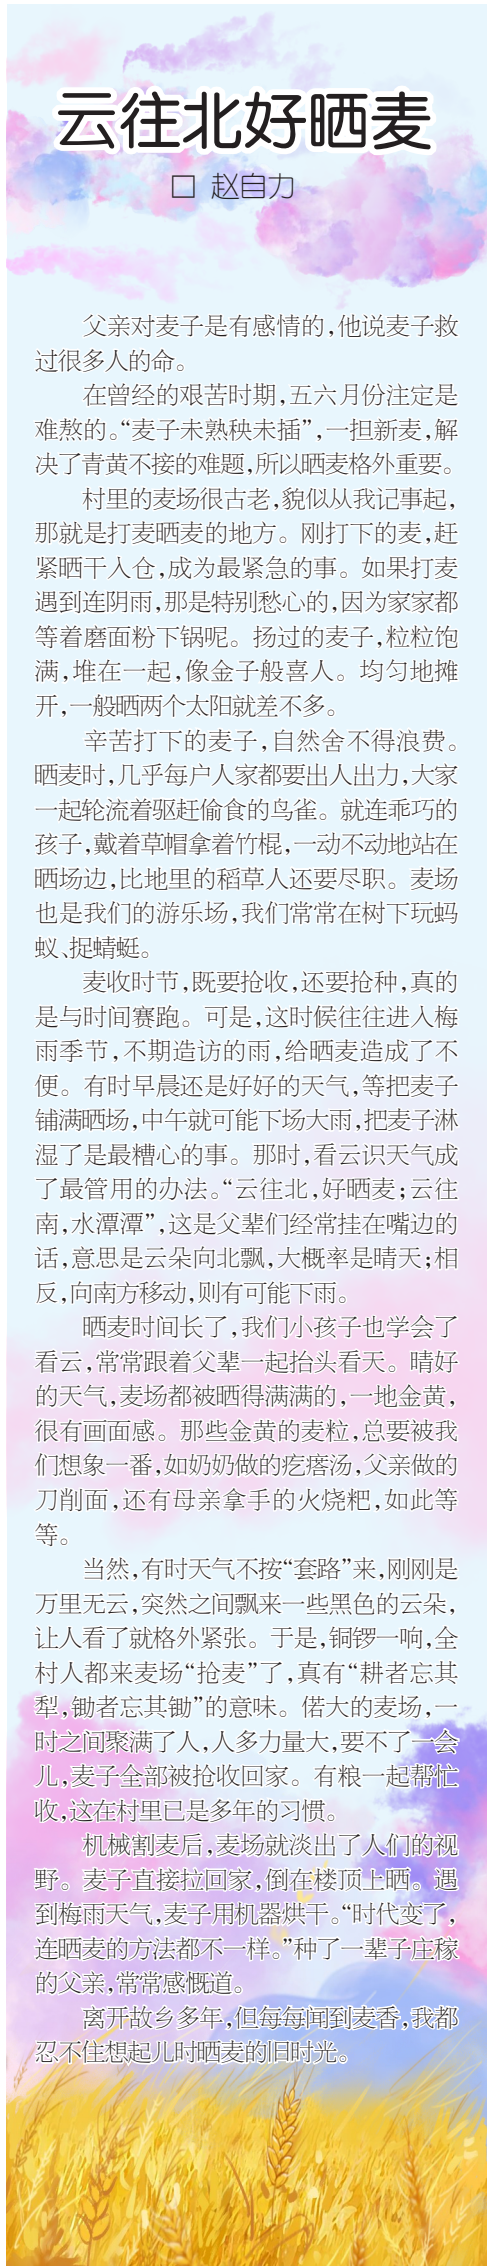 云往北好晒麦
□ 赵自力
父亲对麦子是有感情的,他说麦子救
过很多人的命。
在曾经的艰苦时期,五六月份注定是
难熬的。“麦子未熟秧未插”,一担新麦,解
决了青黄不接的难题,所以晒麦格外重要。
村里的麦场很古老,貌似从我记事起,
那就是打麦晒麦的地方。刚打下的麦,赶
紧晒干入仓,成为最紧急的事。如果打麦
遇到连阴雨,那是特别愁心的,因为家家都
等着磨面粉下锅呢。扬过的麦子,粒粒饱
满,堆在一起,像金子般喜人。均匀地摊
开,一般晒两个太阳就差不多。
辛苦打下的麦子,自然舍不得浪费。
晒麦时,几乎每户人家都要出人出力,大家
一起轮流着驱赶偷食的鸟雀。就连乖巧的
孩子,戴着草帽拿着竹棍,一动不动地站在
晒场边,比地里的稻草人还要尽职。麦场
也是我们的游乐场,我们常常在树下玩蚂
蚁、捉蜻蜓。
麦收时节,既要抢收,还要抢种,真的
是与时间赛跑。可是,这时候往往进入梅
雨季节,不期造访的雨,给晒麦造成了不
便。有时早晨还是好好的天气,等把麦子
铺满晒场,中午就可能下场大雨,把麦子淋
湿了是最糟心的事。那时,看云识天气成
了最管用的办法。“云往北,好晒麦;云往
南,水潭潭”,这是父辈们经常挂在嘴边的
话,意思是云朵向北飘,大概率是晴天;相
反,向南方移动,则有可能下雨。
晒麦时间长了,我们小孩子也学会了
看云,常常跟着父辈一起抬头看天。晴好
的天气,麦场都被晒得满满的,一地金黄,
很有画面感。那些金黄的麦粒,总要被我
们想象一番,如奶奶做的疙瘩汤,父亲做的
刀削面,还有母亲拿手的火烧粑,如此等
等。
当然,有时天气不按“套路”来,刚刚是
万里无云,突然之间飘来一些黑色的云朵,
让人看了就格外紧张。于是,铜锣一响,全
村人都来麦场“抢麦”了,真有“耕者忘其
犁,锄者忘其锄”的意味。偌大的麦场,一
时之间聚满了人,人多力量大,要不了一会
儿,麦子全部被抢收回家。有粮一起帮忙
收,这在村里已是多年的习惯。
机械割麦后,麦场就淡出了人们的视
野。麦子直接拉回家,倒在楼顶上晒。遇
到梅雨天气,麦子用机器烘干。“时代变了,
连晒麦的方法都不一样。”种了一辈子庄稼
的父亲,常常感慨道。
离开故乡多年,但每每闻到麦香,我都
忍不住想起儿时晒麦的旧时光。